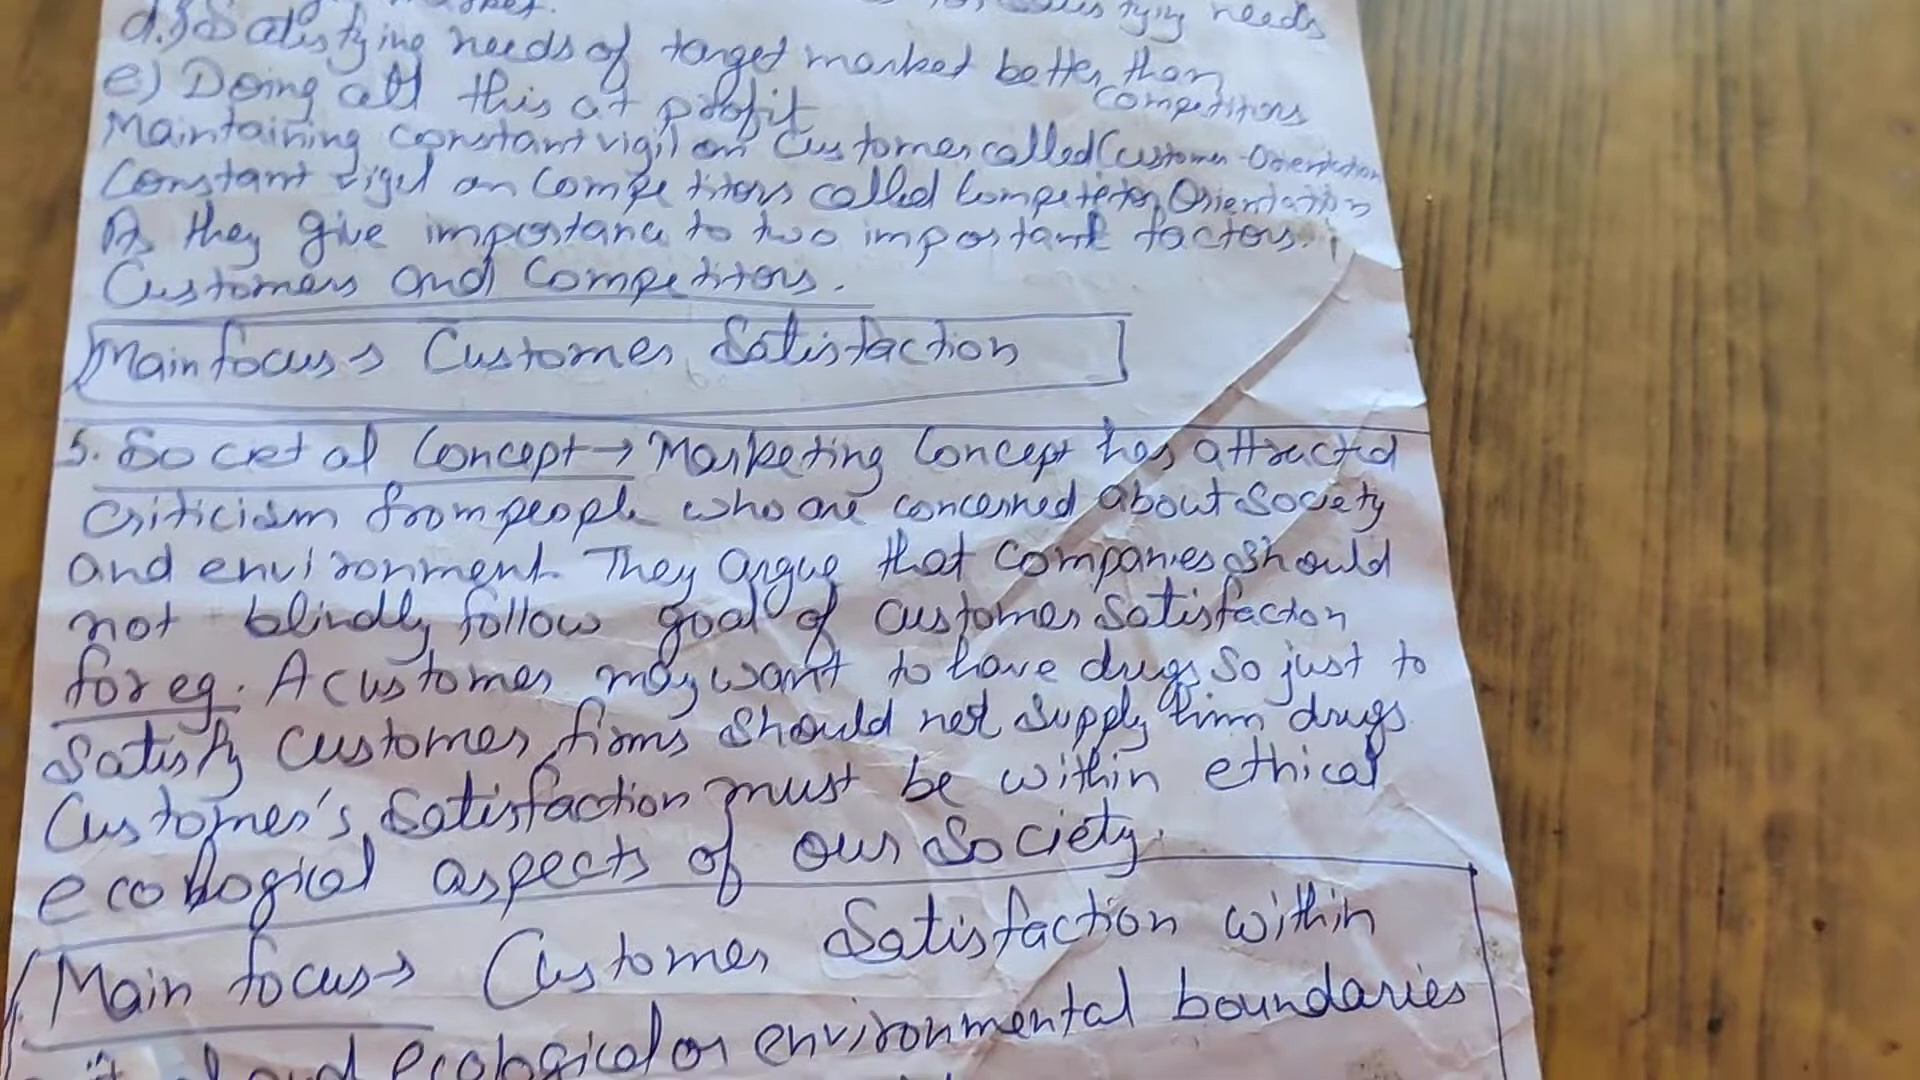 satisfying needs
d.) Satisfying needs of target market better than
competitors
e) Doing all this at profit
Maintaining constant vigil on Customer called Customer-Orientation
Constant vigil on Competitors called Competitor Orientation
As they give importance to two important factors.
Customers and Competitors.
Main focus → Customer Satisfaction
5. Societal Concept → Marketing Concept has attracted
criticism from people who are concerned about Society
and environment. They argue that Companies should
not blindly follow goal of customer satisfacton
for eg. A customer may want to have drugs so just to
satisfy customer, firms should not supply him drugs
Customer's Satisfaction must be within ethical
ecological aspects of our Society.
Main focus → Customer Satisfaction within
and ecological or environmental boundaries